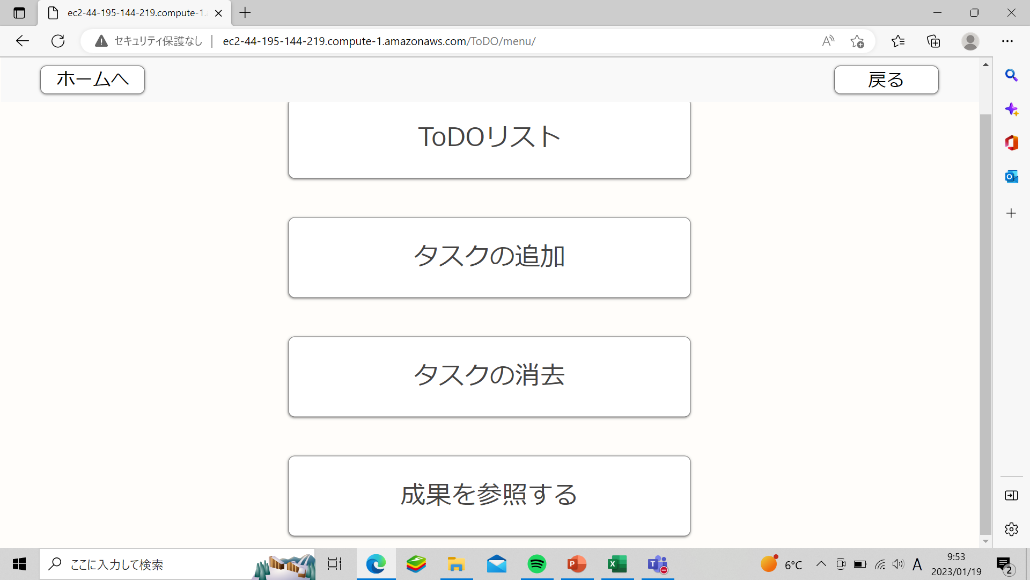 ec2-44-195-144-219.compute-1.
セキュリティ保護なし | ec2-44-195-144-219.compute-1.amazonaws.com/ToDO/menu/
ホームへ
戻る
ToDOリスト
タスクの追加
タスクの消去
成果を参照する
ここに入力して検索
6°C
A
9:53
2023/01/19
2